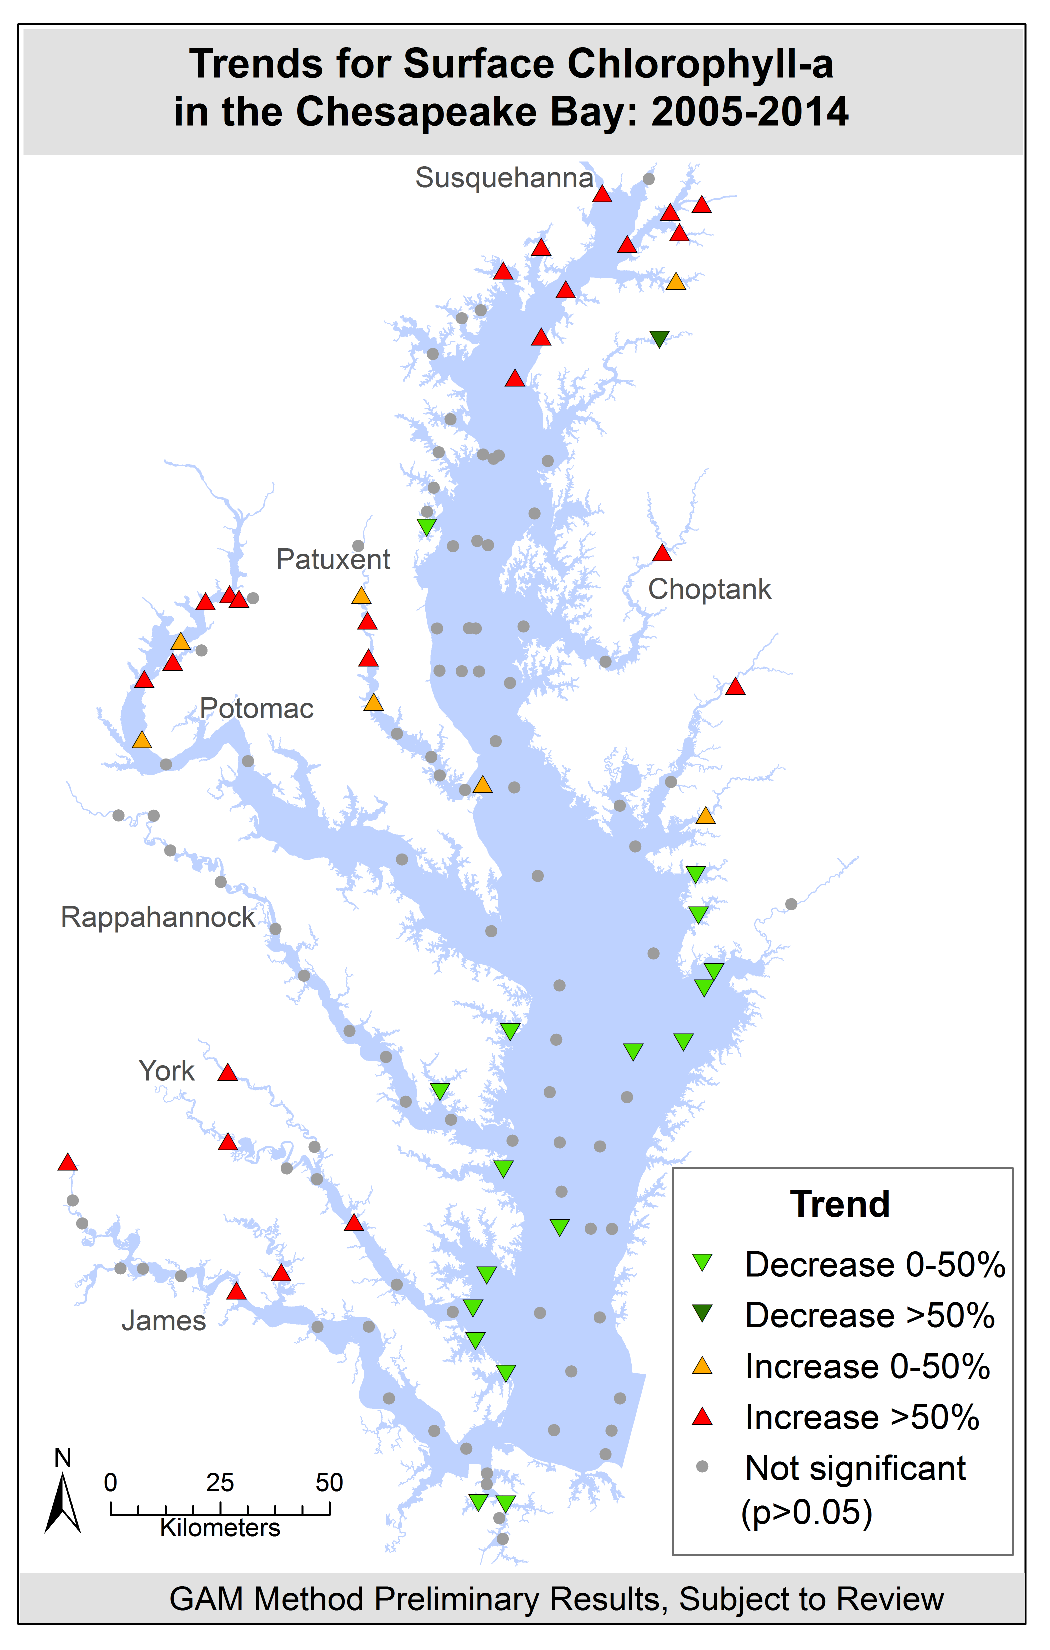 Trends for Surface Chlorophyll-a
in the Chesapeake Bay: 2005-2014
Susquehanna
Patuxent
Choptank
Potomac
Rappahannock
York
James
Trend
Decrease 0-50%
Decrease >50%
Increase 0-50%
Increase >50%
Not significant
(p>0.05)
N
0 25 50
Kilometers
GAM Method Preliminary Results, Subject to Review